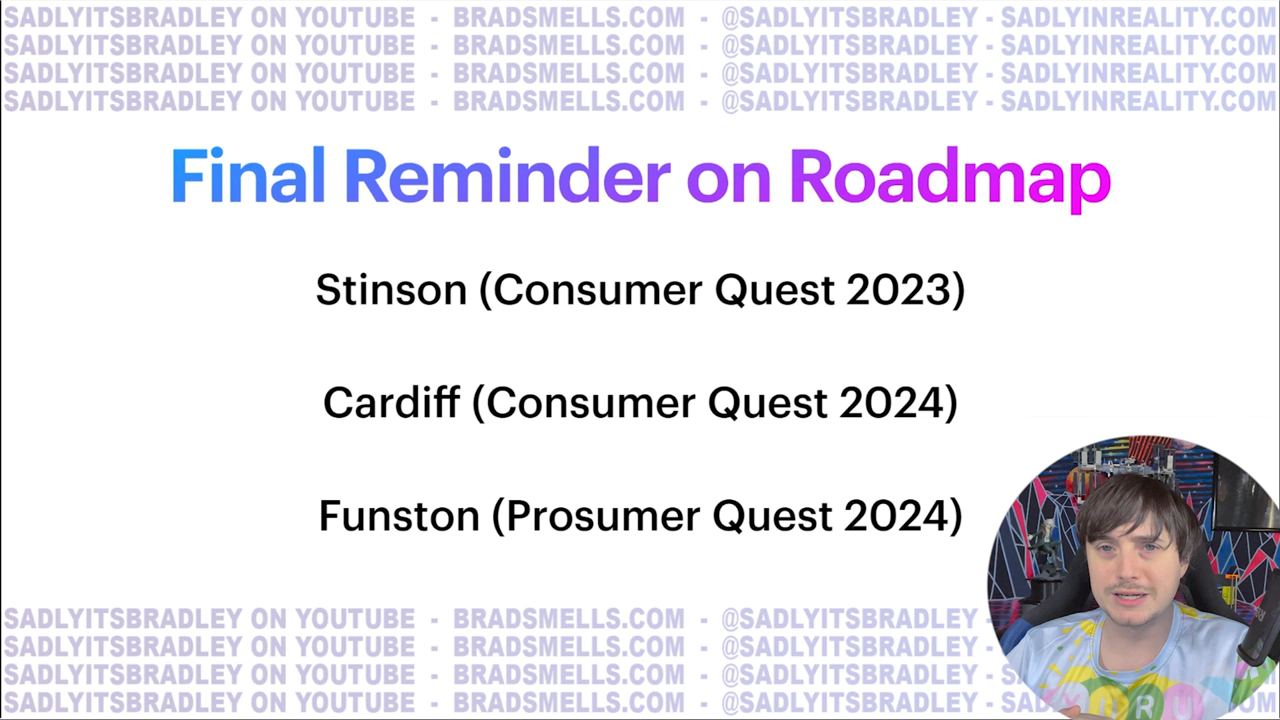 SADLYITSBRADLEY ON YOUTUBE - BRADSMELLS.COM - @SADLYITSBRADLEY - SADLYINREALITY.COM
SADLYITSBRADLEY ON YOUTUBE - BRADSMELLS.COM - @SADLYITSBRADLEY - SADLYINREALITY.COM
SADLYITSBRADLEY ON YOUTUBE - BRADSMELLS.COM - @SADLYITSBRADLEY - SADLYINREALITY.COM
SADLYITSBRADLEY ON YOUTUBE - BRADSMELLS.COM - @SADLYITSBRADLEY - SADLYINREALITY.COM
Final Reminder on Roadmap
Stinson (Consumer Quest 2023)
Cardiff (Consumer Quest 2024)
Funston (Prosumer Quest 2024)
SADLYITSBRADLEY ON YOUTUBE - BRADSMELLS.COM - @SADLYITSBRADLEY -
SADLYITSBRADLEY ON YOUTUBE - BRADSMELLS.COM - @SADLYITSBRADLEY -
SADLYITSBRADLEY ON YOUTUBE - BRADSMELLS.COM - @SADLYITSBRADLEY -
SADLYITSBRADLEY ON YOUTUBE - BRADSMELLS.COM - @SADLYITSBRADLEY -